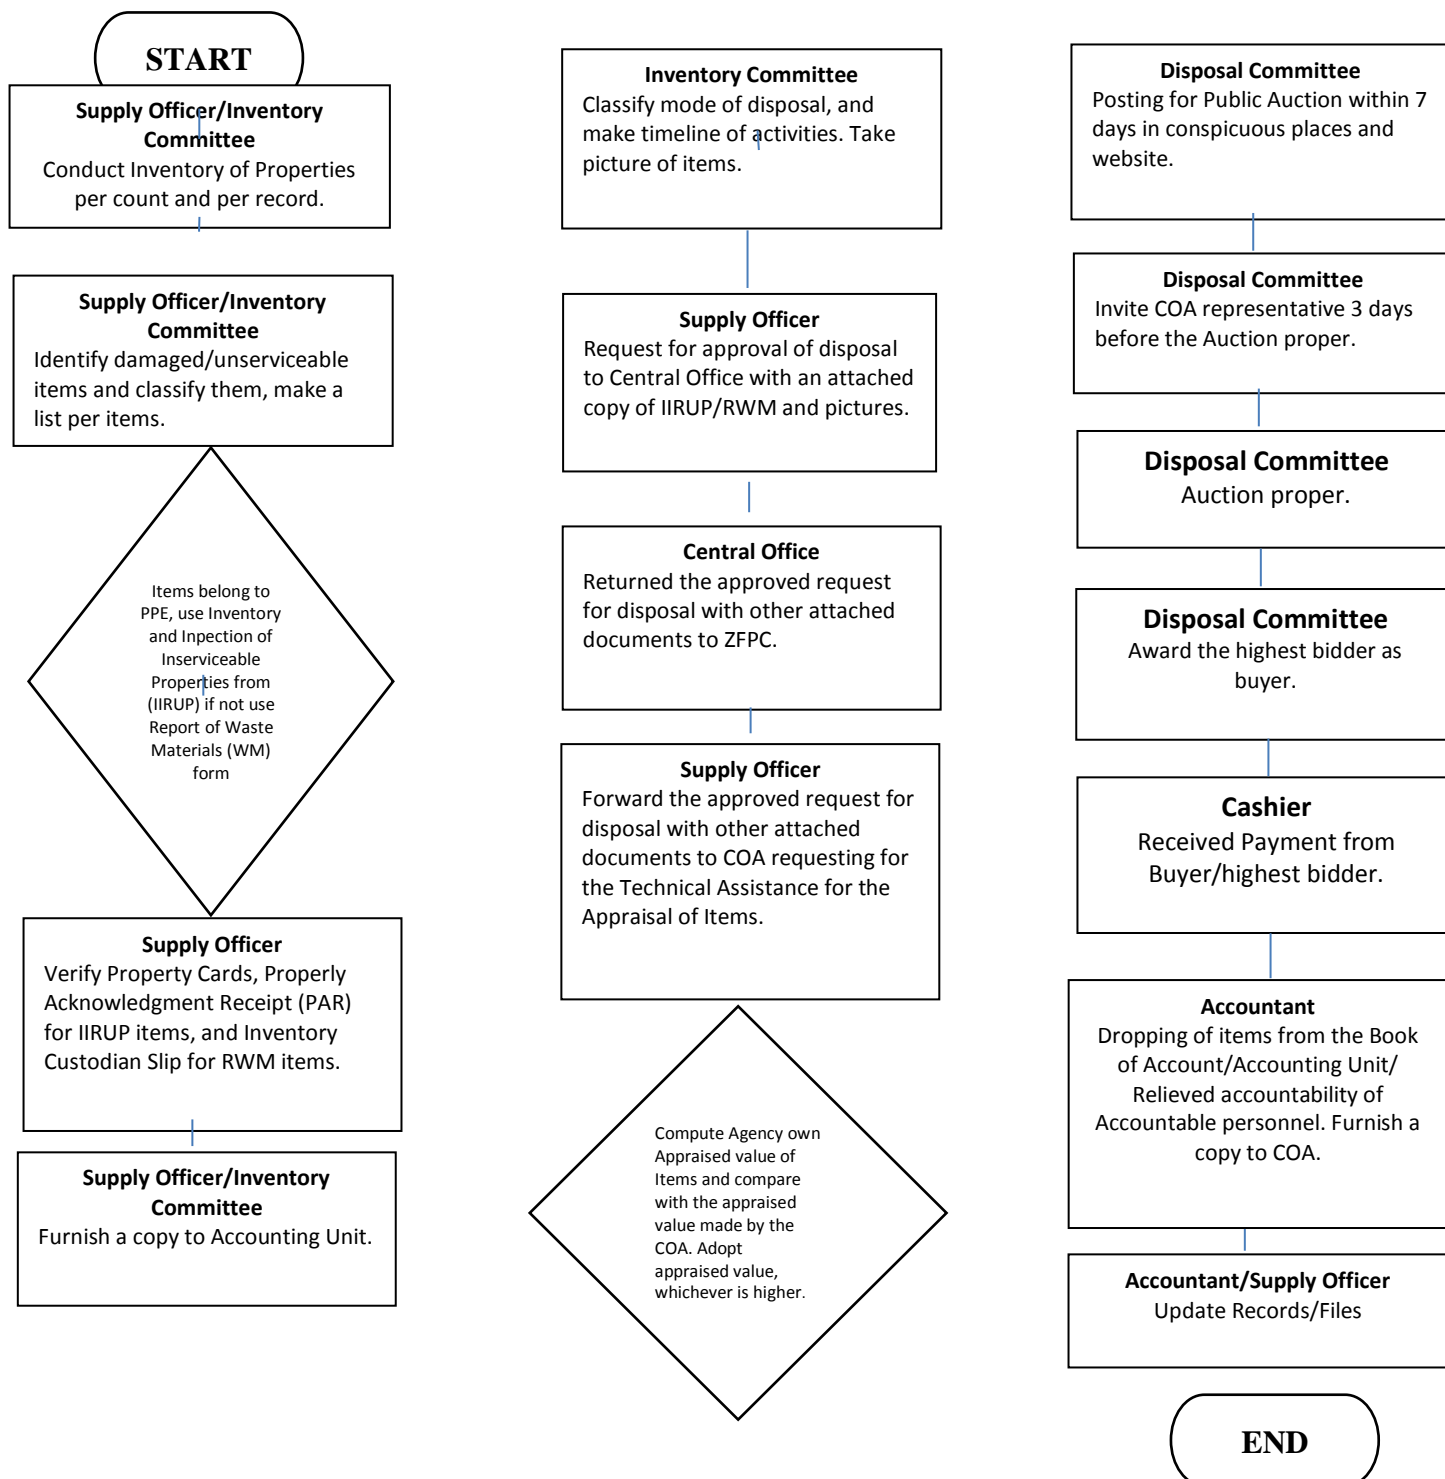 START
Supply Officer/Inventory
Committee
Conduct Inventory of Properties
per count and per record.
Supply Officer/Inventory
Committee
Identify damaged/unserviceable
items and classify them, make a
list per items.
Items belong to
PPE, use Inventory
and Inpection of
Inserviceable
Properties from
(IIRUP) if not use
Report of Waste
Materials (WM)
form
Supply Officer
Verify Property Cards, Properly
Acknowledgment Receipt (PAR)
for IIRUP items, and Inventory
Custodian Slip for RWM items.
Supply Officer/Inventory
Committee
Furnish a copy to Accounting Unit.
Inventory Committee
Classify mode of disposal, and
make timeline of activities. Take
picture of items.
Supply Officer
Request for approval of disposal
to Central Office with an attached
copy of IIRUP/RWM and pictures.
Central Office
Returned the approved request
for disposal with other attached
documents to ZFPC.
Supply Officer
Forward the approved request for
disposal with other attached
documents to COA requesting for
the Technical Assistance for the
Appraisal of Items.
Compute Agency own
Appraised value of
Items and compare
with the appraised
value made by the
COA. Adopt
appraised value,
whichever is higher.
Disposal Committee
Posting for Public Auction within 7
days in conspicuous places and
website.
Disposal Committee
Invite COA representative 3 days
before the Auction proper.
Disposal Committee
Auction proper.
Disposal Committee
Award the highest bidder as
buyer.
Cashier
Received Payment from
Buyer/highest bidder.
Accountant
Dropping of items from the Book
of Account/Accounting Unit/
Relieved accountability of
Accountable personnel. Furnish a
copy to COA.
Accountant/Supply Officer
Update Records/Files
END